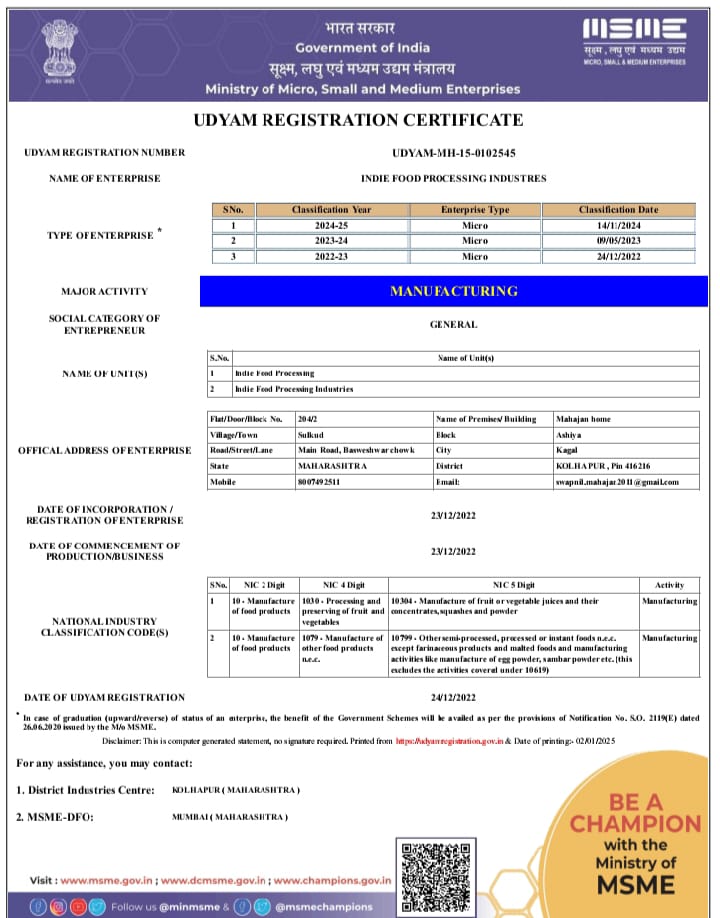 भारत सरकार
Government of India
सूक्ष्म, लघु एवं मध्यम उद्यम मंत्रालय
Ministry of Micro, Small and Medium Enterprises
सत्यमेव जयते
MSME
सूक्ष्म, लघु एवं मध्यम उद्यम
MICRO, SMALL & MEDIUM ENTERPRISES
UDYAM REGISTRATION CERTIFICATE
UDYAM REGISTRATION NUMBER UDYAM-MH-15-0102545
NAME OF ENTERPRISE INDIE FOOD PROCESSING INDUSTRES
TYPE OF ENTERPRISE *
SNo. Classification Year Enterprise Type Classification Date
1 2024-25 Micro
2 2023-24 Micro 09/05/2023
3 2022-23 Micro 24/12/2022
MAJOR ACTIVITY MANUFACTURING
SOCIAL CATEGORY OF
ENTREPRENEUR
GENERAL
NAME OF UNIT(S)
S.No. Name of Unit(s)
1 Indie Food Processing
2 Indie Food Processing Industries
OFFICAL ADDRESS OF ENTERPRISE
Flat/Door/Block No. 204/2 Name of Premises/ Building Mahajan home
Village/Town Sulkud Block Ashiya
Road/Street/Lane Main Road, Basweshwar chowk City Kagal
State MAHARASHTRA District KOLHAPUR , Pin 416216
Mobile 8007492511 Email: swapnil.mahajar2011@gmail.com
DATE OF INCORPORATION /
REGISTRATION OF ENTERPRISE
23/12/2022
DATE OF COMMENCEMENT OF
PRODUCTION/BUSINESS
23/12/2022
NATIONAL INDUSTRY
CLASSIFICATION CODE(S)
SNo. NIC 2 Digit NIC 4 Digit NIC 5 Digit Activity
1 10 - Manufacture of food products 1030 - Processing and preserving of fruit and vegetables 10304 - Manufacture of fruit or vegetable juices and their concentrates, squashes and powder Manufacturing
2 10 - Manufacture of food products 1079 - Manufacture of other food products n.e.c. 10799 - Other semi-processed, processed or instant foods n.e.c. except farinaceous products and malted foods and manufacturing activities like manufacture of egg powder, sambar powder etc. (this excludes the activities covered under 10619) Manufacturing
DATE OF UDYAM REGISTRATION 24/12/2022
* In case of graduation (upward/reverse) of status of an enterprise, the benefit of the Government Schemes will be availed as per the provisions of Notification No. S.O. 2119(E) dated
26.06.2020 issued by the M/o MSME.
Disclaimer: This is computer generated statement, no signature required. Printed from https://udyamregistration.gov.in & Date of printing:- 02/01/2025
For any assistance, you may contact:
1. District Industries Centre: KOLHAPUR ( MAHARASHTRA )
2. MSME-DFO: MUMBAI ( MAHARASHTRA )
BE A
CHAMPION
with the
Ministry of
MSME
Visit : www.msme.gov.in ; www.dcmsme.gov.in ; www.champions.gov.in
Follow us @minmsme & @msmechampions